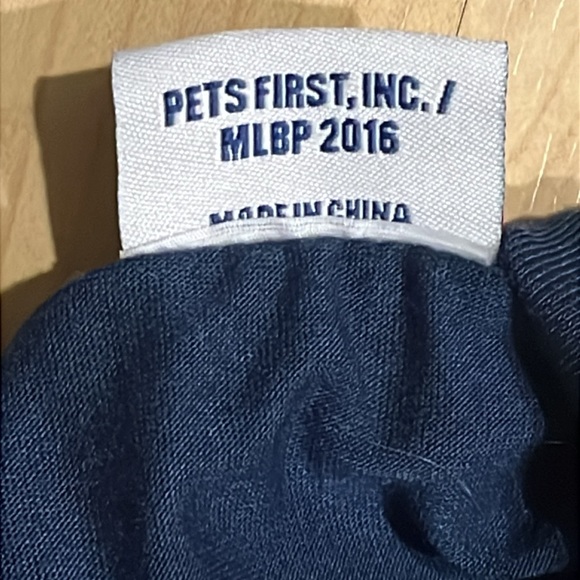 PETS FIRST, INC. /
MLBP 2016
MADE IN CHINA